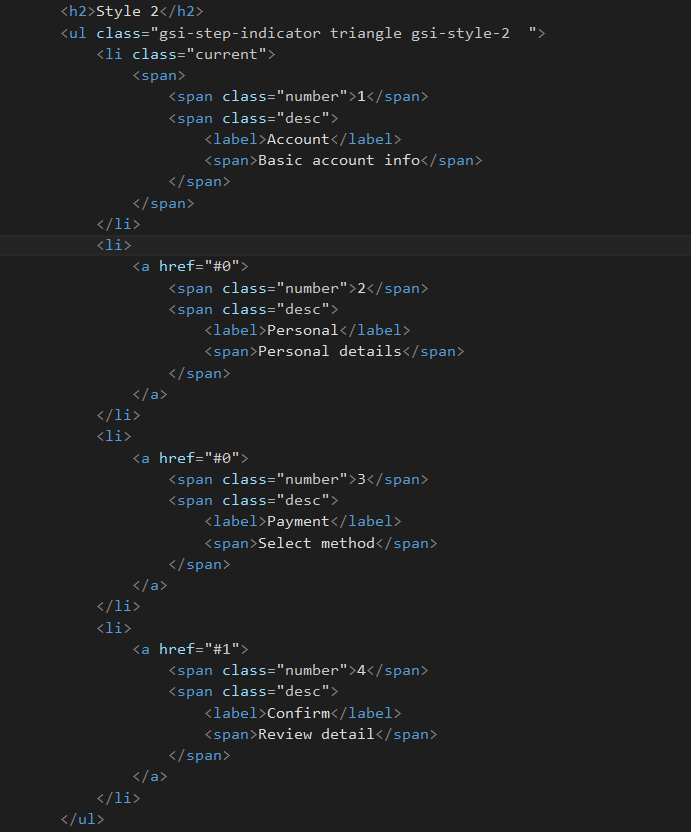 <h2>Style 2</h2>
<ul class="gsi-step-indicator triangle gsi-style-2  ">
    <li class="current">
        <span>
            <span class="number">1</span>
            <span class="desc">
                <label>Account</label>
                <span>Basic account info</span>
            </span>
        </span>
    </li>
    <li>
        <a href="#0">
            <span class="number">2</span>
            <span class="desc">
                <label>Personal</label>
                <span>Personal details</span>
            </span>
        </a>
    </li>
    <li>
        <a href="#0">
            <span class="number">3</span>
            <span class="desc">
                <label>Payment</label>
                <span>Select method</span>
            </span>
        </a>
    </li>
    <li>
        <a href="#1">
            <span class="number">4</span>
            <span class="desc">
                <label>Confirm</label>
                <span>Review detail</span>
            </span>
        </a>
    </li>
</ul>